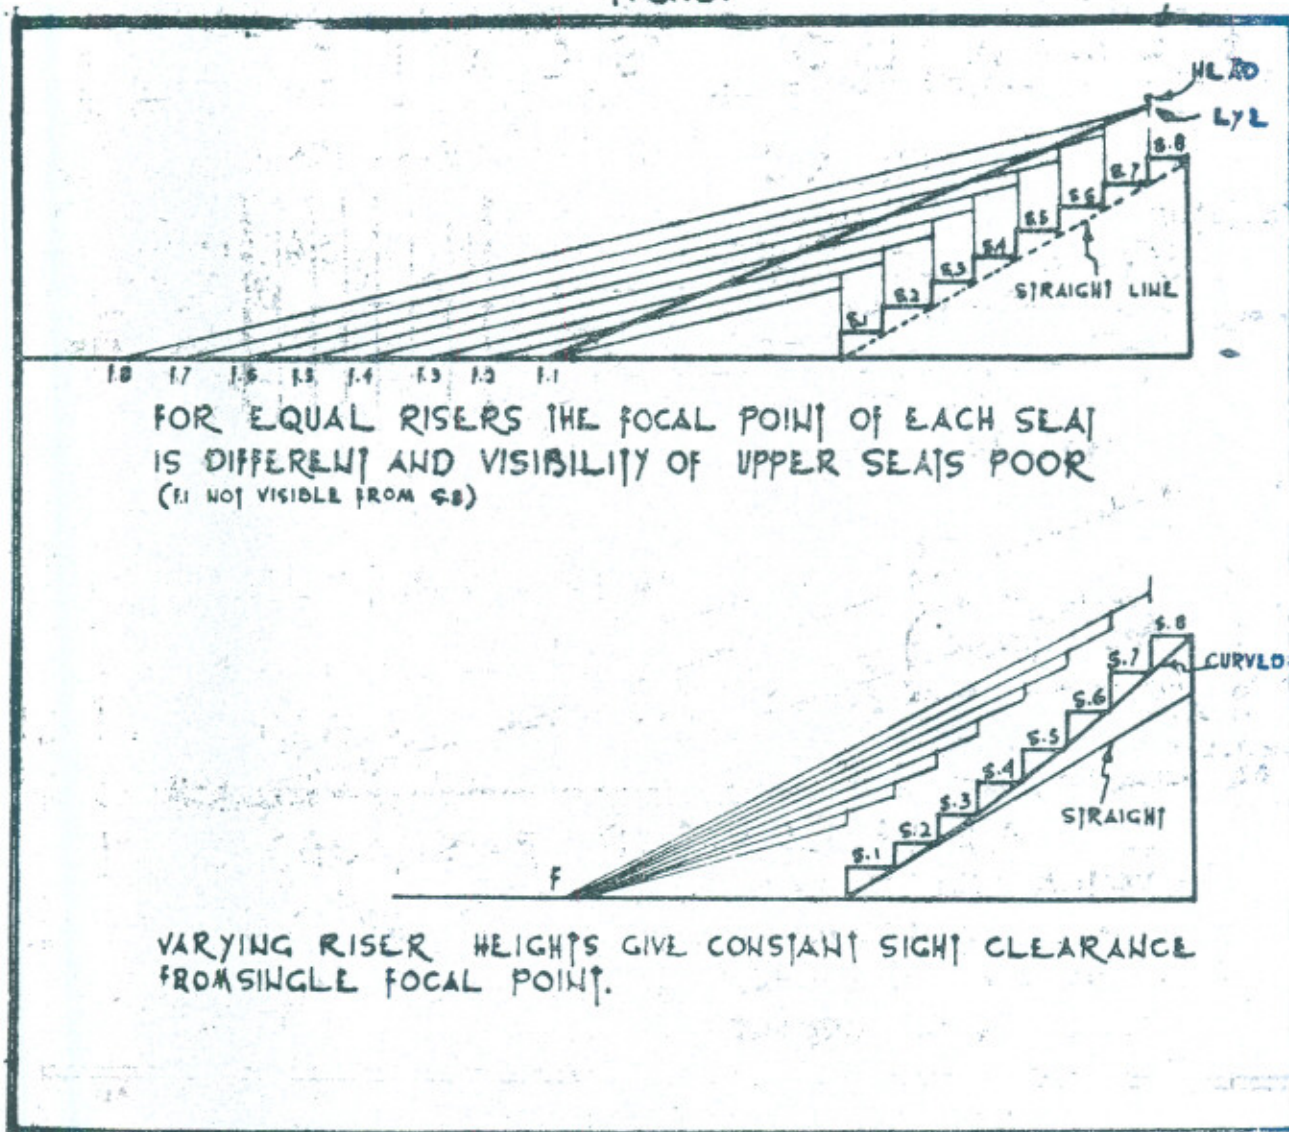 HEAD
EYE
S.8
S.7
S.6
S.5
S.4
S.3
S.2
S.1
STRAIGHT LINE
F.8 F.7 F.6 F.5 F.4 F.3 F.2 F.1
FOR EQUAL RISERS THE FOCAL POINT OF EACH SEAT
IS DIFFERENT AND VISIBILITY OF UPPER SEATS POOR
(F.1 NOT VISIBLE FROM S.8)
S.8
CURVED
S.7
S.6
S.5
S.4
S.3
S.2
S.1
STRAIGHT
F
VARYING RISER HEIGHTS GIVE CONSTANT SIGHT CLEARANCE
FROM SINGLE FOCAL POINT.